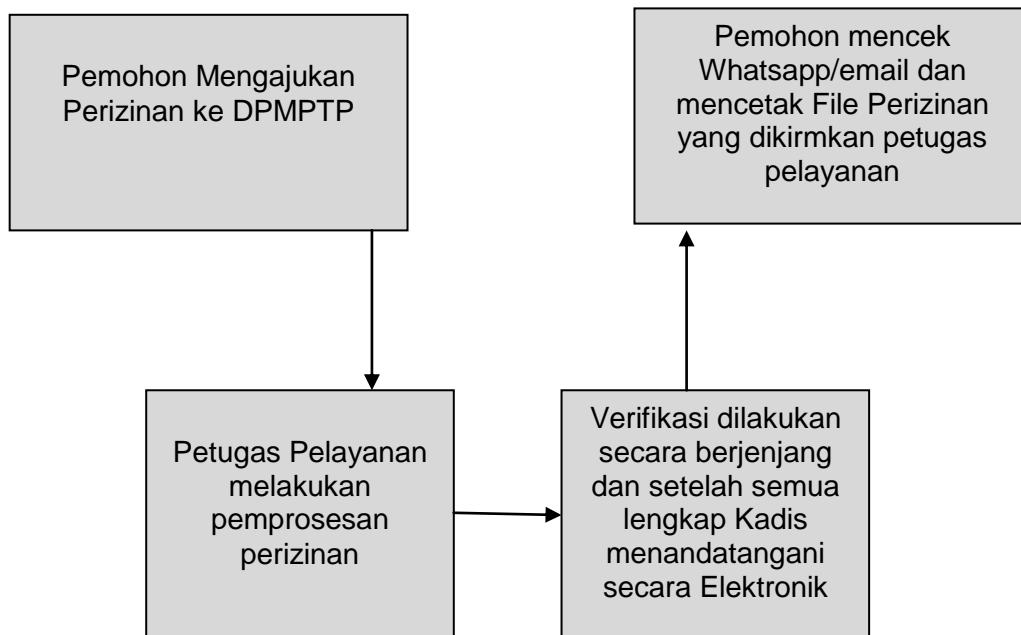 Pemohon Mengajukan
Perizinan ke DPMPTP
Petugas Pelayanan
melakukan
pemprosesan
perizinan
Verifikasi dilakukan
secara berjenjang
dan setelah semua
lengkap Kadis
menandatangani
secara Elektronik
Pemohon mencek
Whatsapp/email dan
mencetak File Perizinan
yang dikirmkan petugas
pelayanan